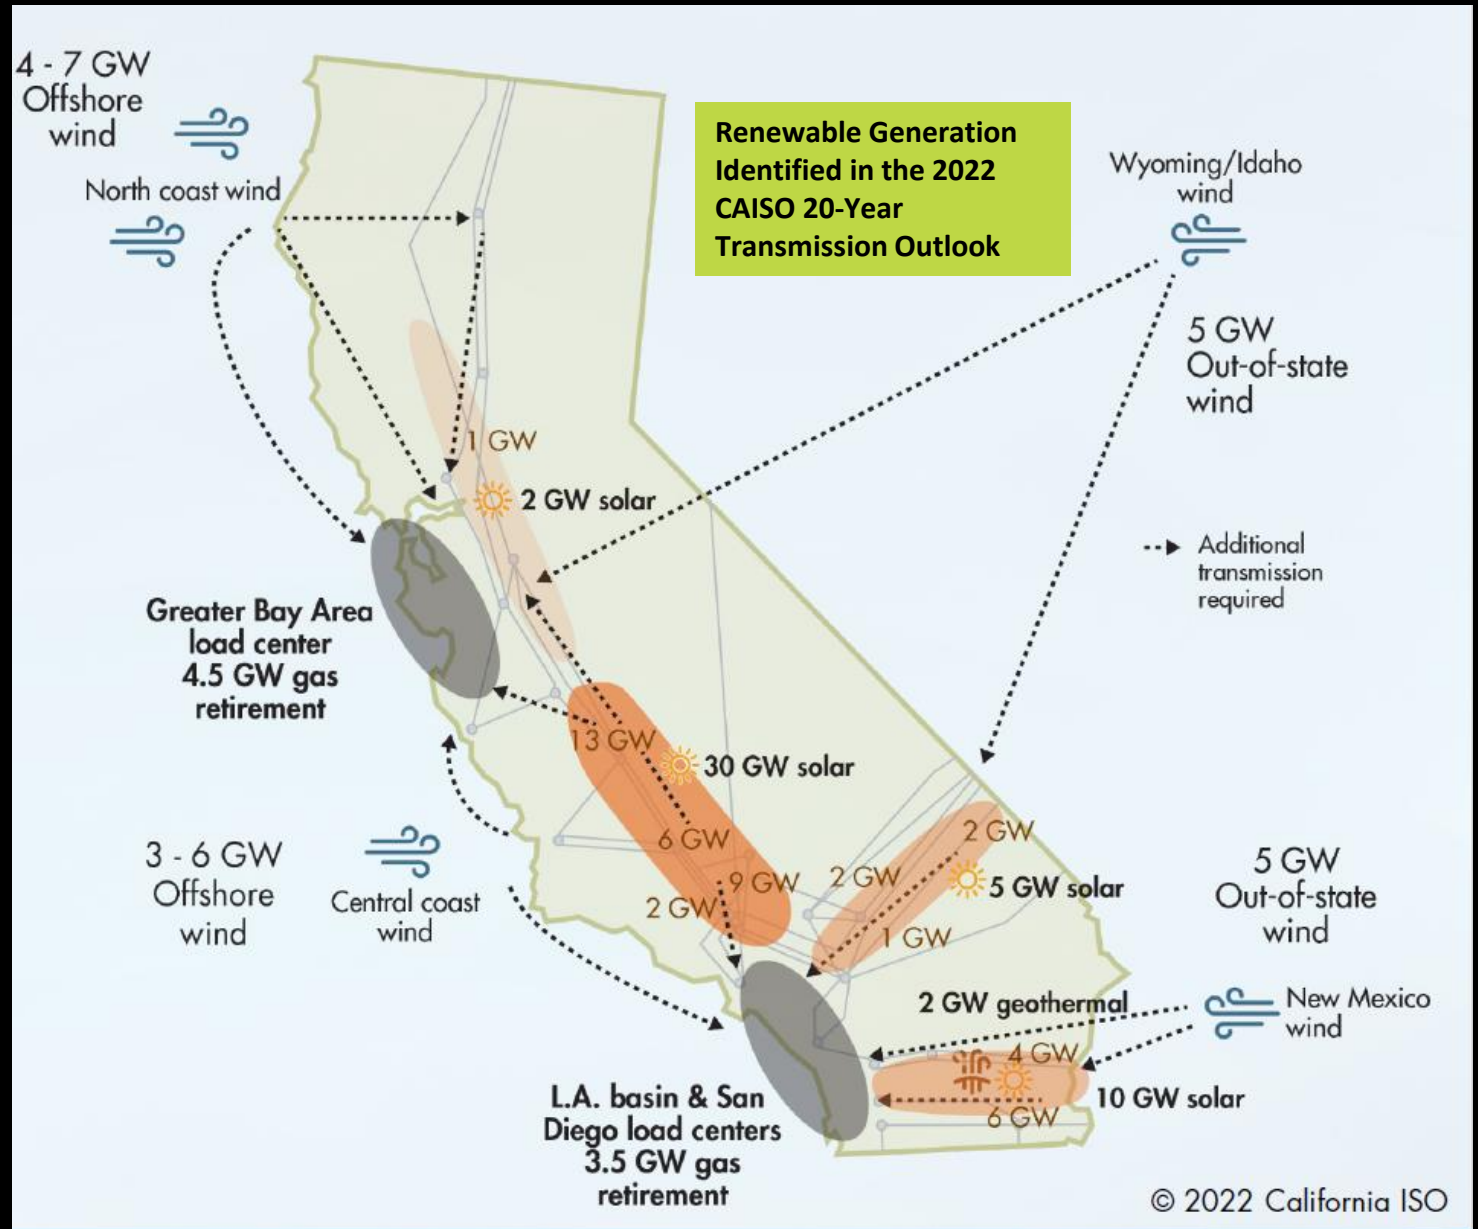 4 - 7 GW
Offshore
wind
North coast wind
Renewable Generation
Identified in the 2022
CAISO 20-Year
Transmission Outlook
Wyoming/Idaho
wind
5 GW
Out-of-state
wind
1 GW
2 GW solar
Additional
transmission
required
Greater Bay Area
load center
4.5 GW gas
retirement
13 GW
30 GW solar
6 GW
9 GW
2 GW
2 GW
2 GW
5 GW solar
1 GW
3 - 6 GW
Offshore
wind
Central coast
wind
5 GW
Out-of-state
wind
New Mexico
wind
2 GW geothermal
4 GW
10 GW solar
6 GW
L.A. basin & San
Diego load centers
3.5 GW gas
retirement
© 2022 California ISO